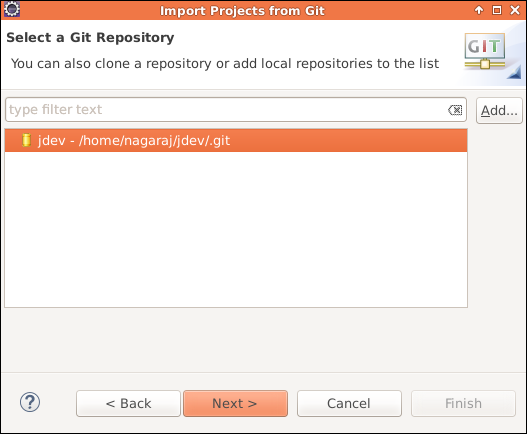 Import Projects from Git
Select a Git Repository
You can also clone a repository or add local repositories to the list
GIT
type filter text
Add...
jdev - /home/nagaraj/jdev/.git
?
< Back
Next >
Cancel
Finish